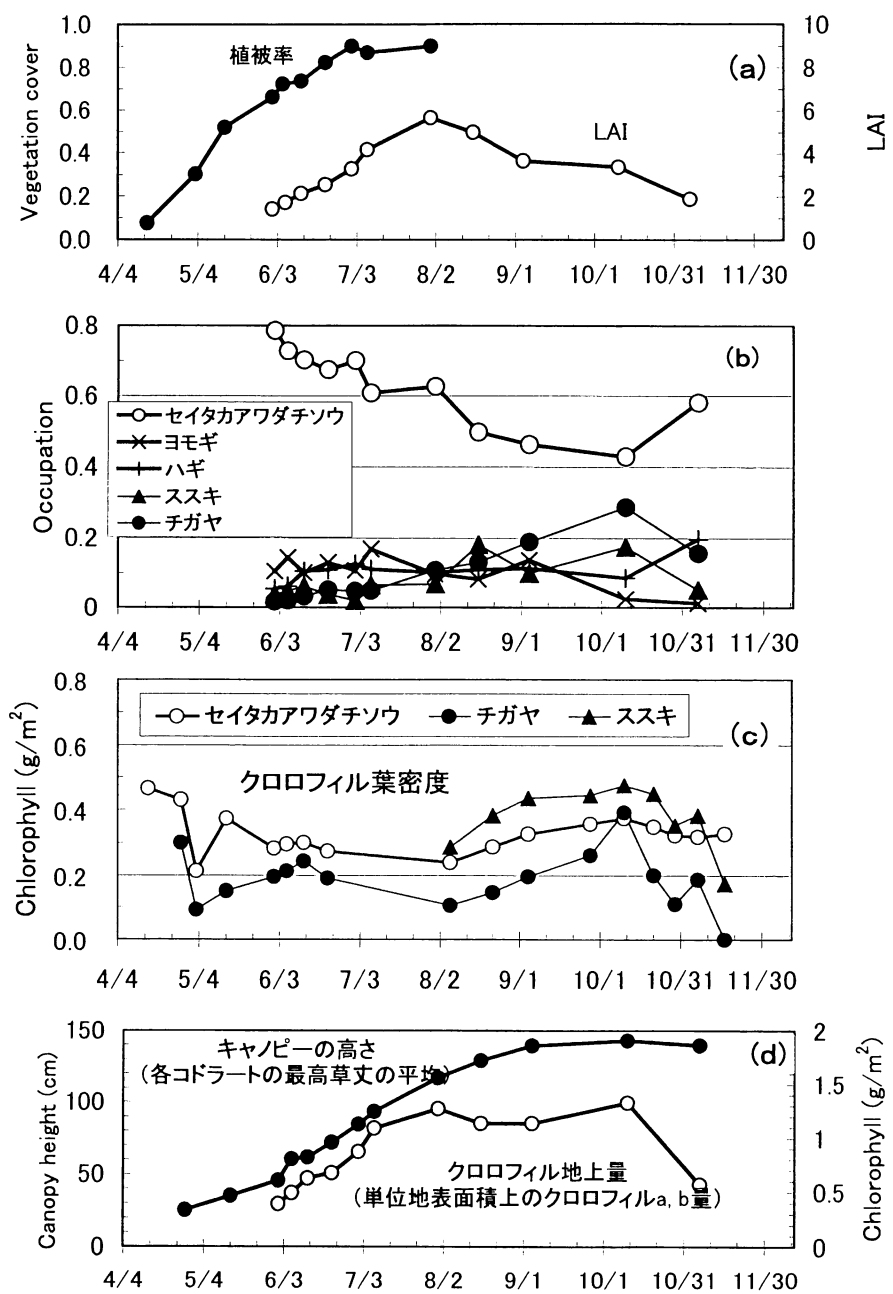 1.0
0.8
0.6
0.4
0.2
0.0
Vegetation cover
植被率
(a)
LAI
10
8
6
4
2
0
LAI
4/4 5/4 6/3 7/3 8/2 9/1 10/1 10/31 11/30
0.8
0.6
0.4
0.2
0
Occupation
(b)
セイタカアワダチソウ
ヨモギ
ハギ
ススキ
チガヤ
4/4 5/4 6/3 7/3 8/2 9/1 10/1 10/31 11/30
0.8
0.6
0.4
0.2
0.0
Chlorophyll (g/m²)
セイタカアワダチソウ チガヤ ススキ
(c)
クロロフィル葉密度
4/4 5/4 6/3 7/3 8/2 9/1 10/1 10/31 11/30
150
100
50
0
Canopy height (cm)
キャノピーの高さ
(各コドラートの最高草丈の平均)
(d)
クロロフィル地上量
(単位地表面積上のクロロフィルa, b量)
2
1.5
1
0.5
0
Chlorophyll (g/m²)
4/4 5/4 6/3 7/3 8/2 9/1 10/1 10/31 11/30